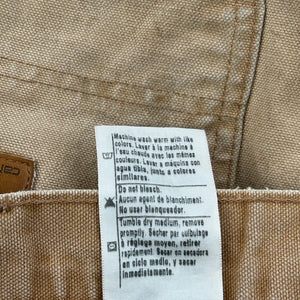 Machine wash warm with like
colors. Laver à la machine à
l'eau chaude avec les mêmes
couleurs. Lavar a máquina con
agua tibia, junto a colores
similares.
Do not bleach.
Aucun agent de blanchiment.
No usar blanqueador.
Tumble dry medium, remove
promptly. Sécher par culbutage
à réglage moyen, retirer
rapidement. Secar en secadora
en ciclo medio, y sacar
inmediatamente.